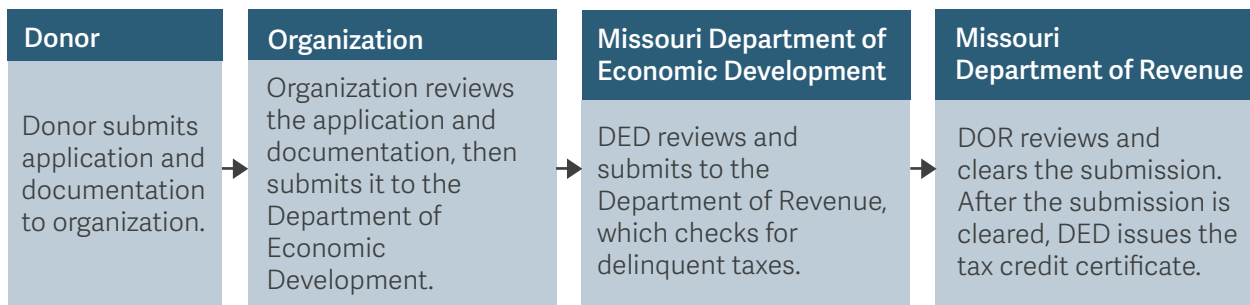 Donor
Donor submits
application and
documentation
to organization.
Organization
Organization reviews
the application and
documentation, then
submits it to the
Department of
Economic
Development.
Missouri Department of
Economic Development
DED reviews and
submits to the
Department of Revenue,
which checks for
delinquent taxes.
Missouri
Department of Revenue
DOR reviews and
clears the submission.
After the submission is
cleared, DED issues the
tax credit certificate.